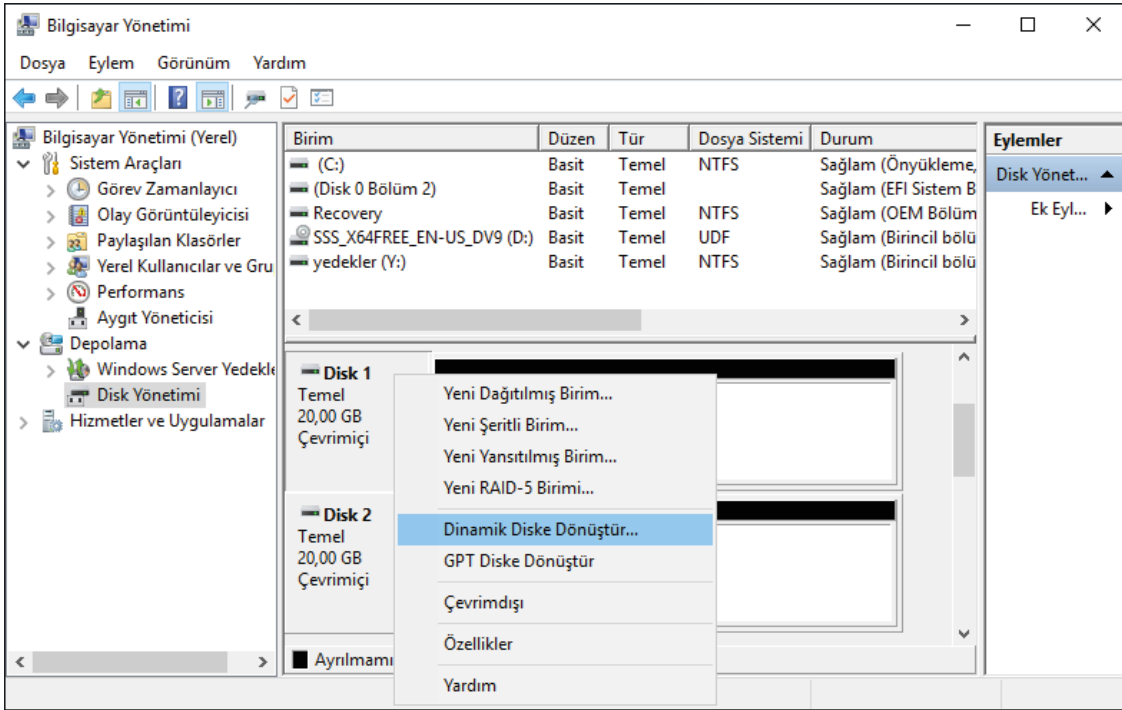 Bilgisayar Yönetimi
Dosya Eylem Görünüm Yardım
Bilgisayar Yönetimi (Yerel)
Sistem Araçları
Görev Zamanlayıcı
Olay Görüntüleyicisi
Paylaşılan Klasörler
Yerel Kullanıcılar ve Gru
Performans
Aygıt Yöneticisi
Depolama
Windows Server Yedekle
Disk Yönetimi
Hizmetler ve Uygulamalar
Birim Düzen Tür Dosya Sistemi Durum
(C:) Basit Temel NTFS Sağlam (Önyükleme,
(Disk 0 Bölüm 2) Basit Temel Sağlam (EFI Sistem B
Recovery Basit Temel NTFS Sağlam (OEM Bölüm
SSS_X64FREE_EN-US_DV9 (D:) Basit Temel UDF Sağlam (Birincil bölü
yedekler (Y:) Basit Temel NTFS Sağlam (Birincil bölü
Disk 1
Temel
20,00 GB
Çevrimiçi
Disk 2
Temel
20,00 GB
Çevrimiçi
Ayrılmamı
Yeni Dağıtılmış Birim...
Yeni Şeritli Birim...
Yeni Yansıtılmış Birim...
Yeni RAID-5 Birimi...
Dinamik Diske Dönüştür...
GPT Diske Dönüştür
Çevrimdışı
Özellikler
Yardım
Eylemler
Disk Yönet...
Ek Eyl...